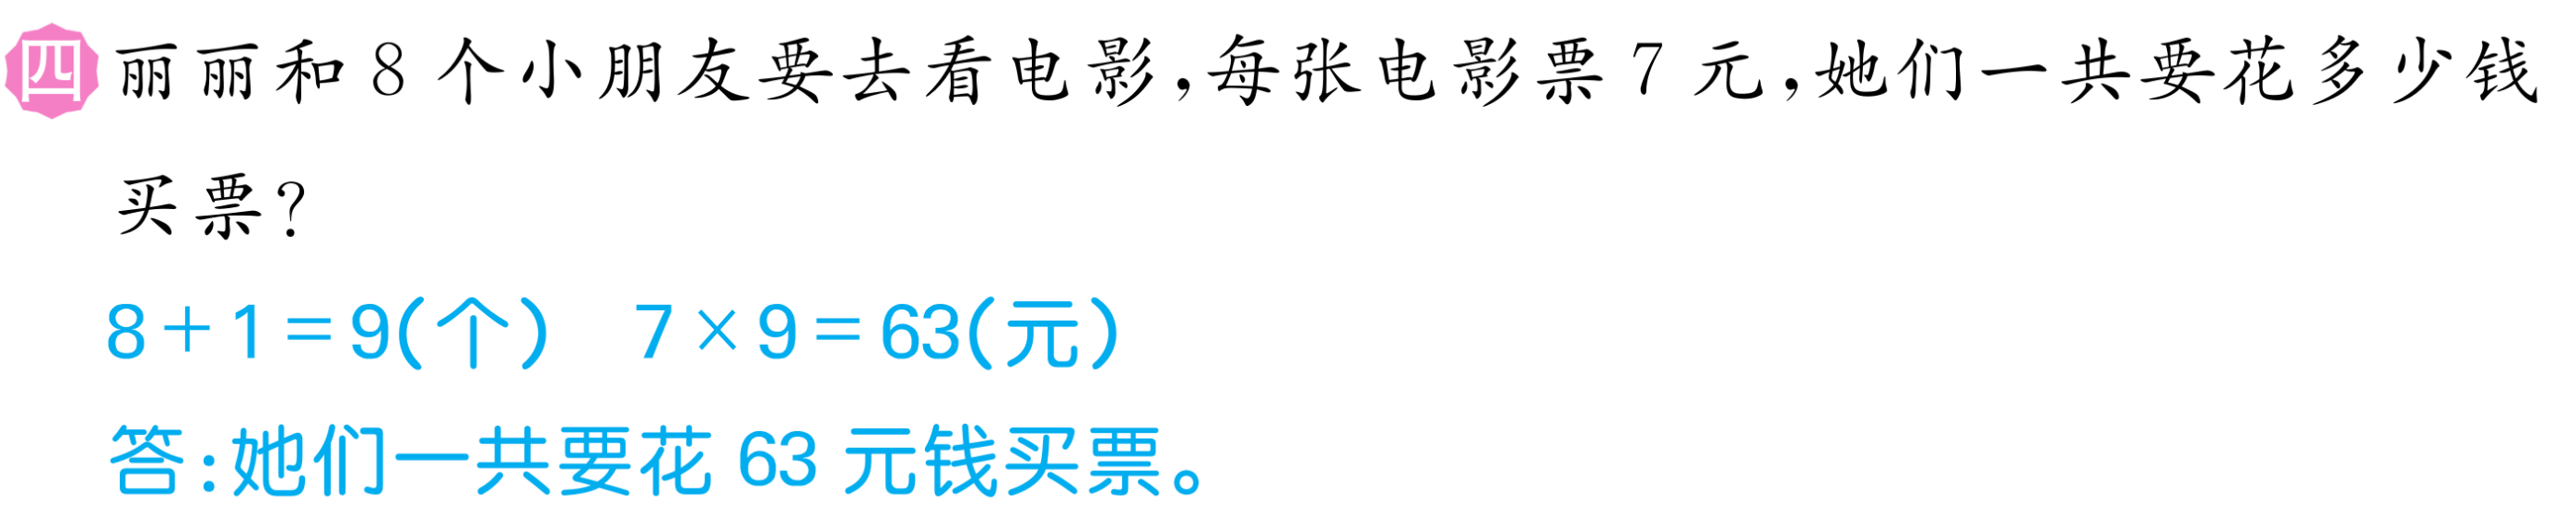 四 丽丽和 8 个小朋友要去看电影,每张电影票 7 元,她们一共要花多少钱
买票?
8+1=9(个) 7×9=63(元)
答:她们一共要花 63 元钱买票。